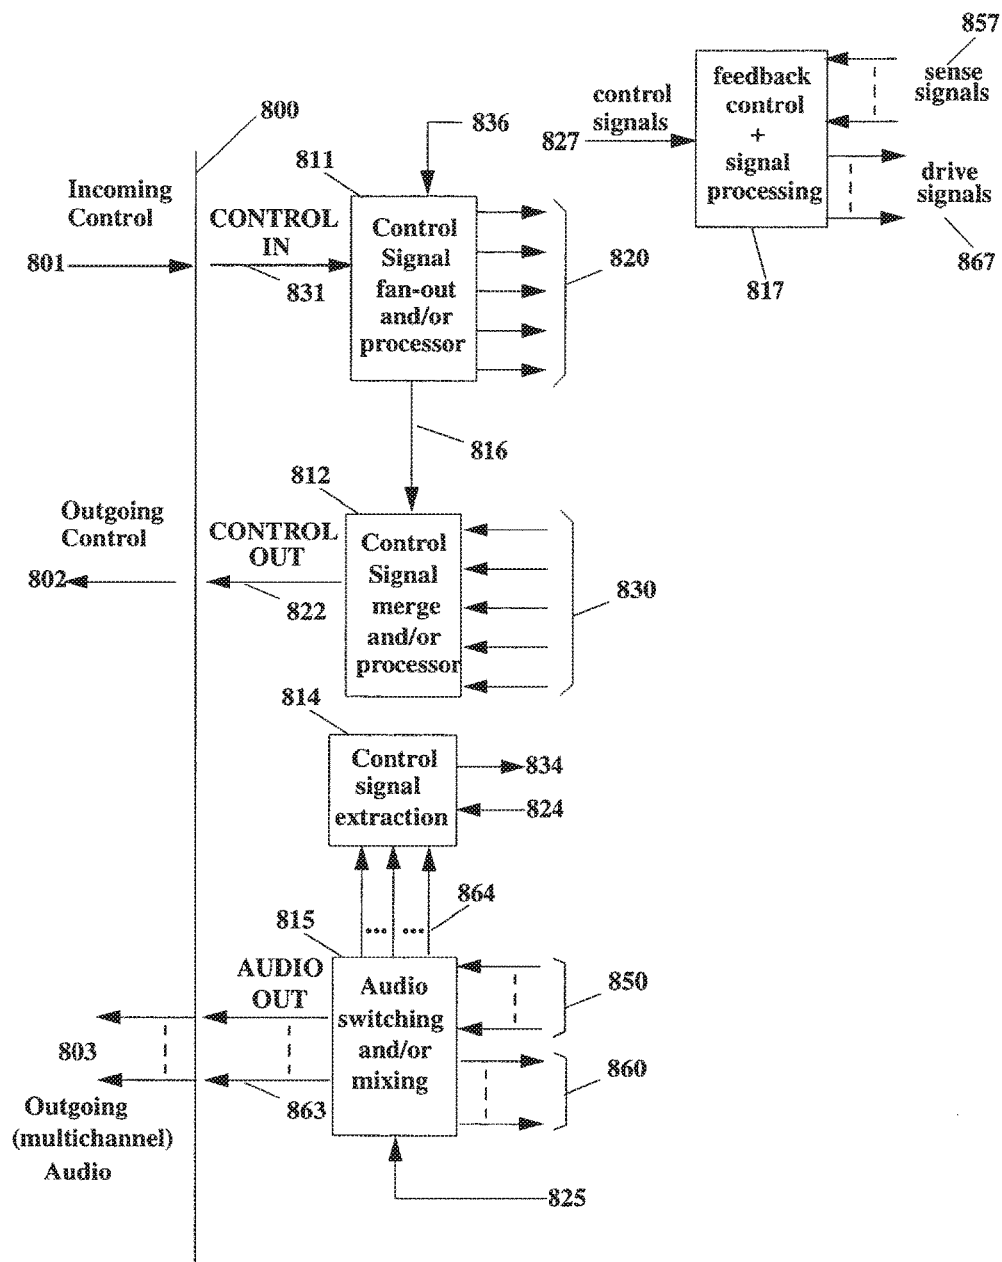 857
sense
signals
feedback
control
+
signal
processing
control
signals
827
drive
signals
867
817
800
836
811
Incoming
Control
801
CONTROL
IN
831
Control
Signal
fan-out
and/or
processor
820
816
812
Outgoing
Control
802
CONTROL
OUT
822
Control
Signal
merge
and/or
processor
830
814
Control
signal
extraction
834
824
864
815
... ...
AUDIO
OUT
Audio
switching
and/or
mixing
850
860
803
863
Outgoing
(multichannel)
Audio
825